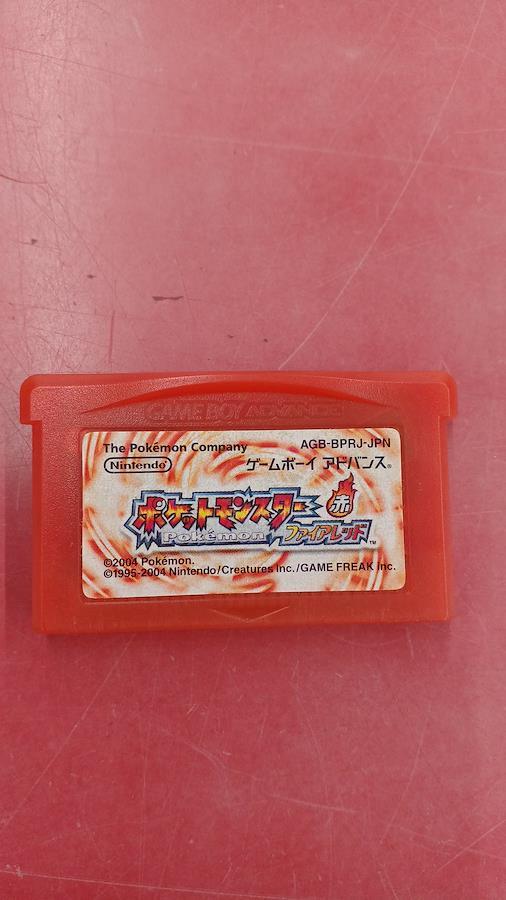 GAME BOY ADVANCE
The Pokémon Company AGB-BPRJ-JPN
Nintendo ゲームボーイ アドバンス®
ポケットモンスター 赤
Pokémon ファイアレッド™
©2004 Pokémon.
©1995-2004 Nintendo/Creatures inc./GAME FREAK inc.